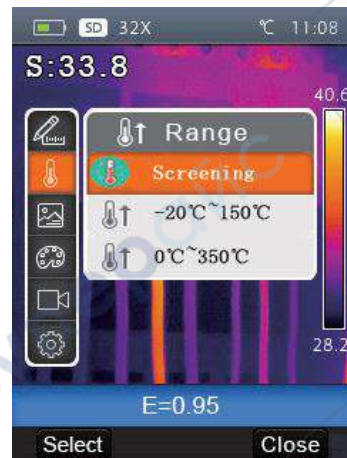 SD 32X ℃ 11:08
S:33.8
40.6
Range
Screening
-20℃~150℃
0℃~350℃
28.2
E=0.95
Select Close